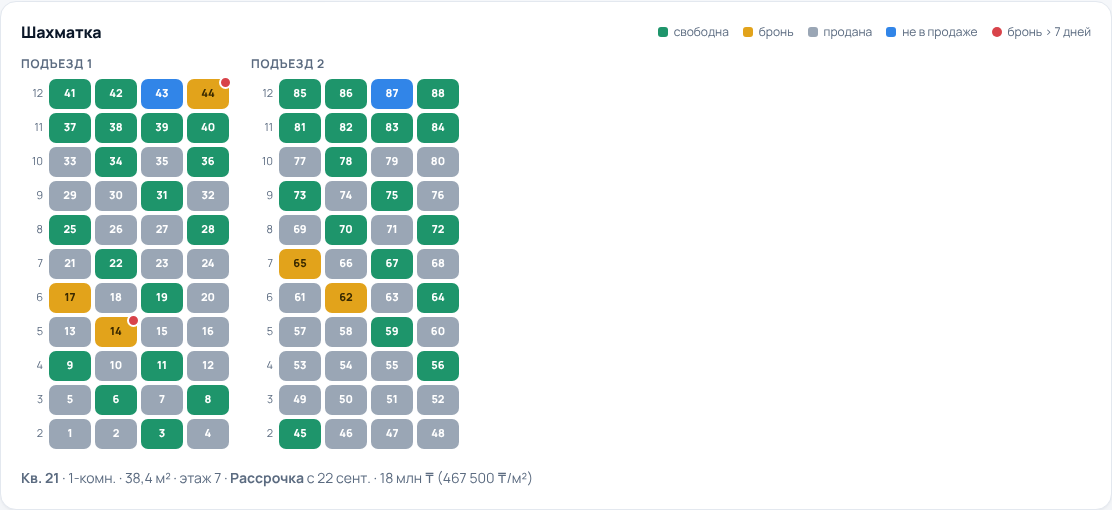 Шахматка
свободна бронь продана не в продаже бронь > 7 дней
ПОДЪЕЗД 1 ПОДЪЕЗД 2
12 41 42 43 44 12 85 86 87 88
11 37 38 39 40 11 81 82 83 84
10 33 34 35 36 10 77 78 79 80
9 29 30 31 32 9 73 74 75 76
8 25 26 27 28 8 69 70 71 72
7 21 22 23 24 7 65 66 67 68
6 17 18 19 20 6 61 62 63 64
5 13 14 15 16 5 57 58 59 60
4 9 10 11 12 4 53 54 55 56
3 5 6 7 8 3 49 50 51 52
2 1 2 3 4 2 45 46 47 48
Кв. 21 · 1-комн. · 38,4 м² · этаж 7 · Рассрочка с 22 сент. · 18 млн ₸ (467 500 ₸/м²)